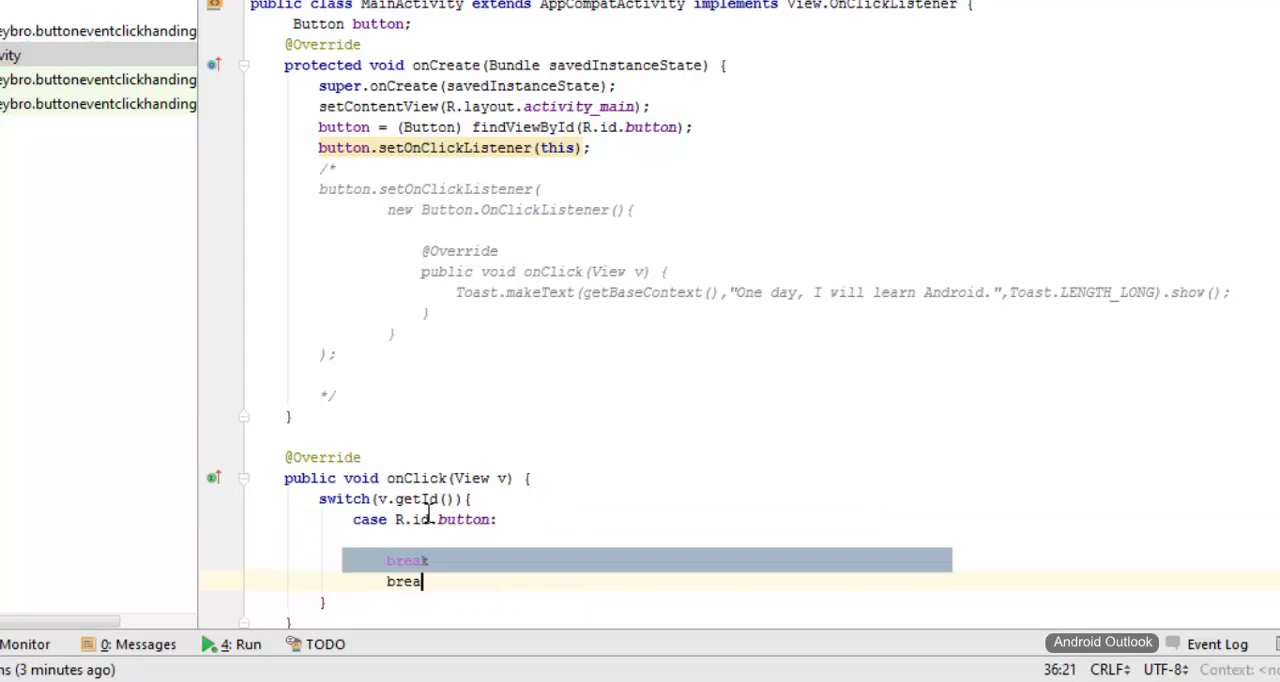 public class MainActivity extends AppCompatActivity implements View.OnClickListener {
Button button;
@Override
protected void onCreate(Bundle savedInstanceState) {
super.onCreate(savedInstanceState);
setContentView(R.layout.activity_main);
button = (Button) findViewById(R.id.button);
button.setOnClickListener(this);
/*
button.setOnClickListener(
new Button.OnClickListener(){
@Override
public void onClick(View v) {
Toast.makeText(getBaseContext(),"One day, I will learn Android.",Toast.LENGTH_LONG).show();
}
}
);
*/
}
@Override
public void onClick(View v) {
switch(v.getId()){
case R.id.button:
break
brea
}
}
eybro.buttoneventclickhanding
vity
eybro.buttoneventclickhanding
eybro.buttoneventclickhanding
Monitor 0: Messages 4: Run TODO Android Outlook Event Log
ns (3 minutes ago) 36:21 CRLF UTF-8 Context: <no